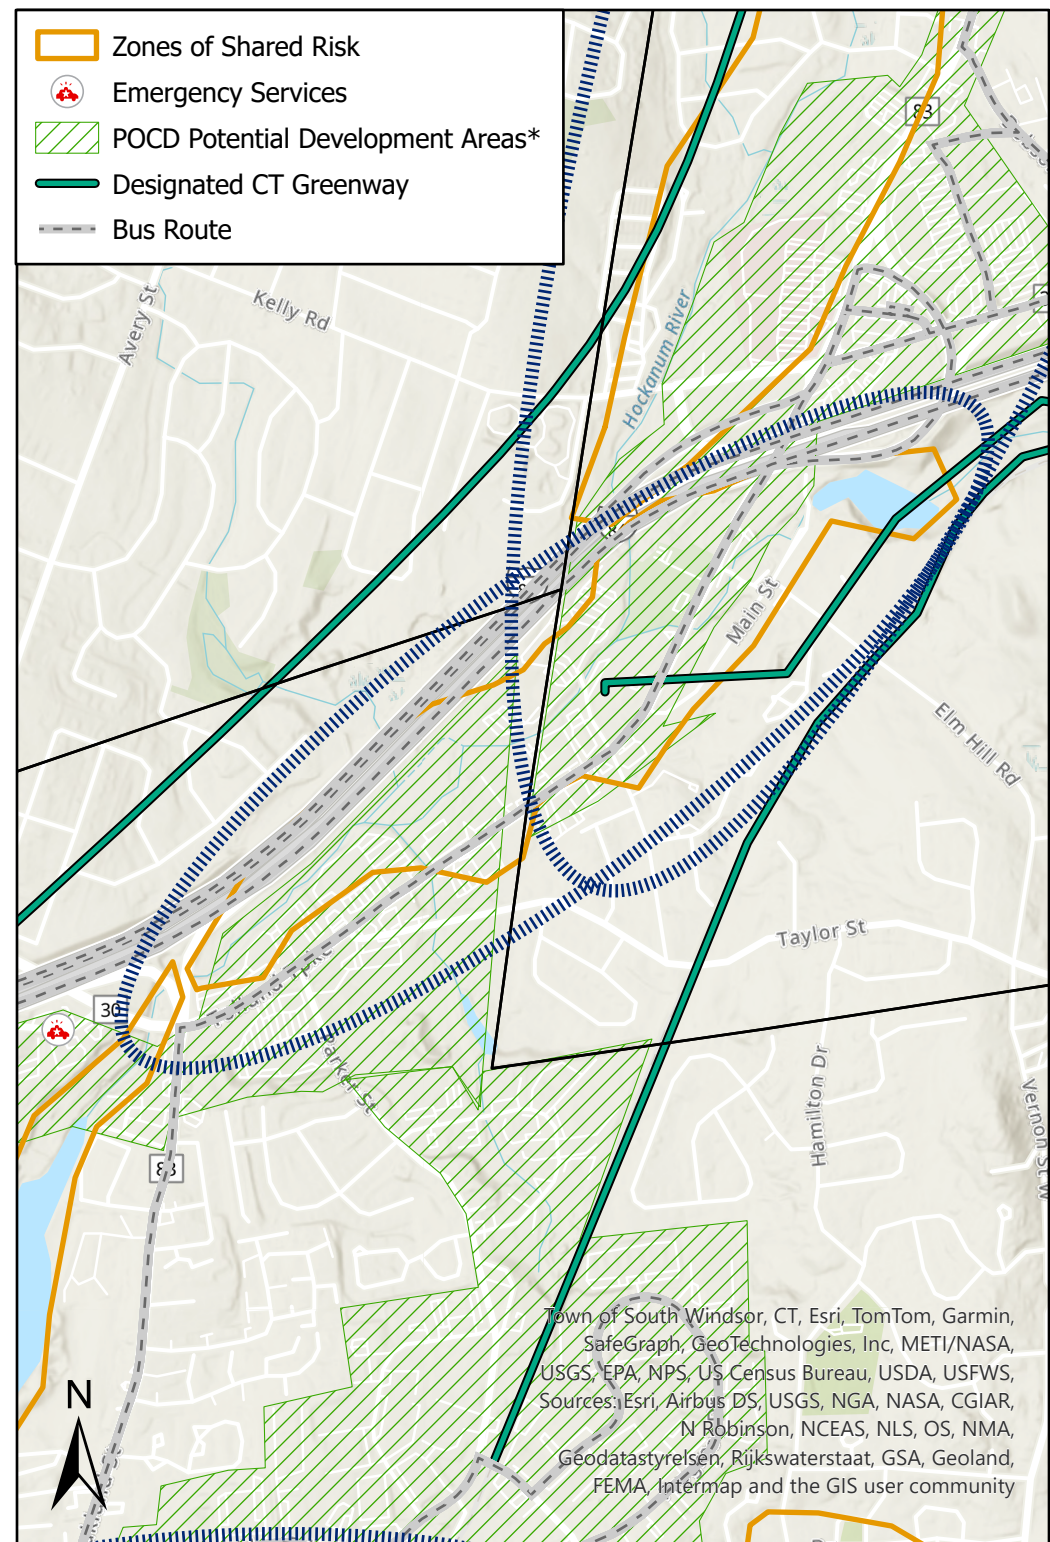 Zones of Shared Risk
Emergency Services
POCD Potential Development Areas*
Designated CT Greenway
Bus Route
83
Kelly Rd
Avery St
Hockanum River
Main St
Elm Hill Rd
Taylor St
30
Parker St
Hamilton Dr
Vernon St W
83
Town of South Windsor, CT, Esri, TomTom, Garmin,
SafeGraph, GeoTechnologies, Inc, METI/NASA,
USGS, EPA, NPS, US Census Bureau, USDA, USFWS,
Sources: Esri, Airbus DS, USGS, NGA, NASA, CGIAR,
N Robinson, NCEAS, NLS, OS, NMA,
Geodatastyrelsen, Rijkswaterstaat, GSA, Geoland,
FEMA, Intermap and the GIS user community
N